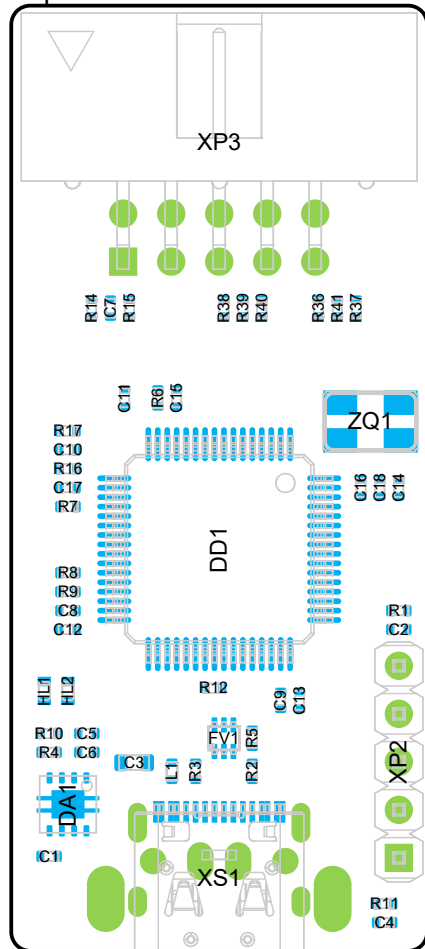 XP3
R14
C7
R15
R38
R39
R40
R36
R41
R37
C11
R6
C15
ZQ1
R17
C10
R16
C17
R7
C16
C18
C14
DD1
R8
R9
C8
C12
R1
C2
R12
HL1
HL2
C9
C13
R10
C5
R4
C6
C3
FV1
R5
L1
R3
R2
XP2
DA1
C1
XS1
R11
C4